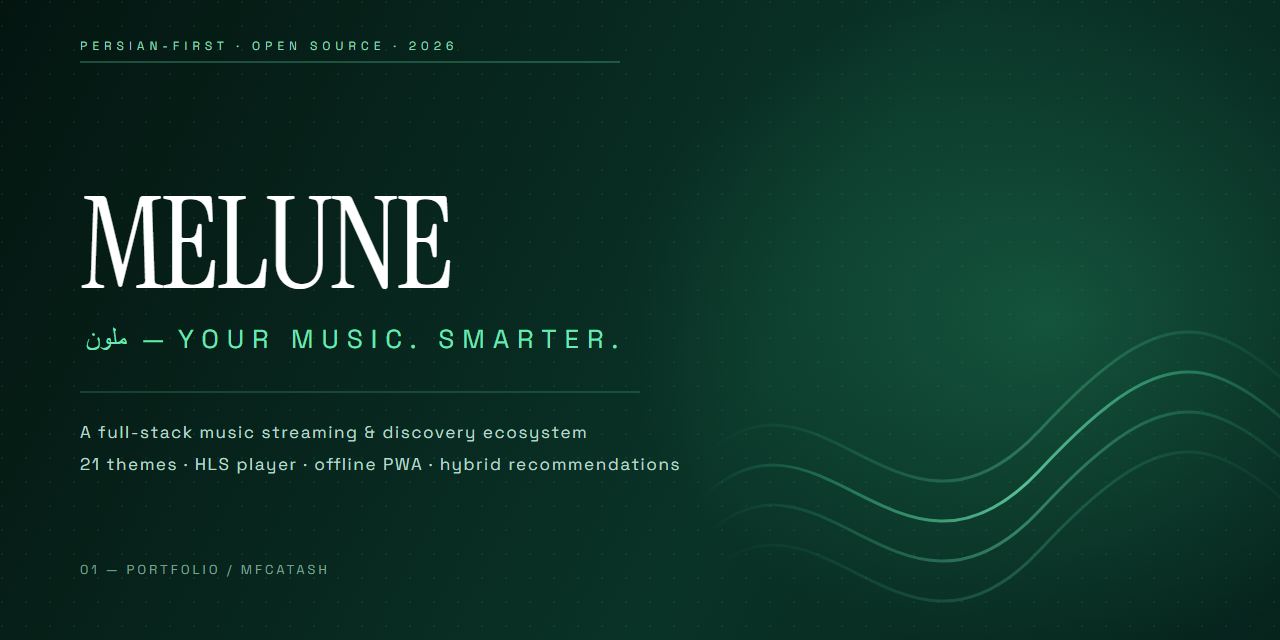 PERSIAN-FIRST · OPEN SOURCE · 2026
MELUNE
ملون — YOUR MUSIC. SMARTER.
A full-stack music streaming & discovery ecosystem
21 themes · HLS player · offline PWA · hybrid recommendations
01 — PORTFOLIO / MFCATASH